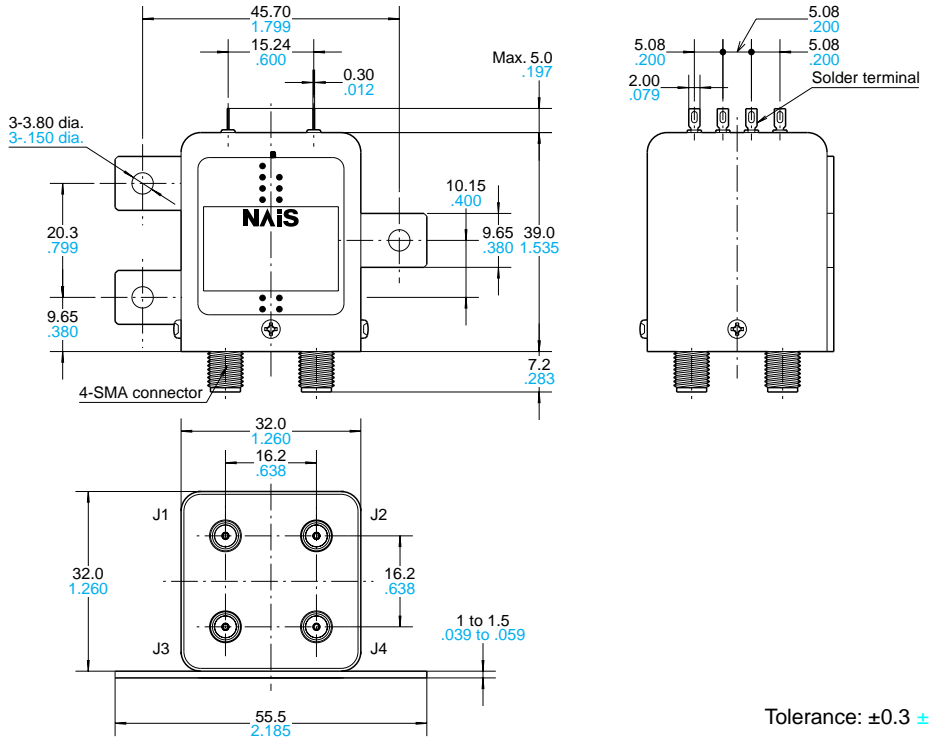 45.70
1.799
15.24
.600
0.30
.012
Max. 5.0
.197
3-3.80 dia.
3-.150 dia.
NAiS
20.3
.799
9.65
.380
10.15
.400
9.65
.380
39.0
1.535
7.2
.283
4-SMA connector
5.08
.200
5.08
.200
5.08
.200
2.00
.079
Solder terminal
32.0
1.260
16.2
.638
J1
J2
32.0
1.260
16.2
.638
J3
J4
1 to 1.5
.039 to .059
55.5
2.185
Tolerance: ±0.3 ±